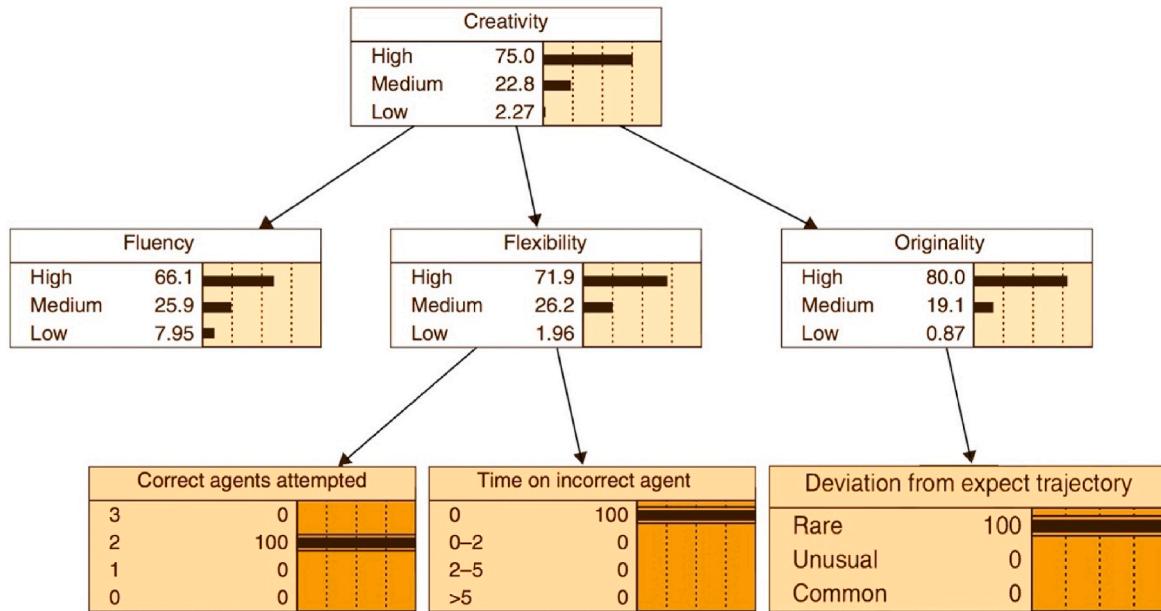 Creativity
High 75.0
Medium 22.8
Low 2.27
Fluency
High 66.1
Medium 25.9
Low 7.95
Flexibility
High 71.9
Medium 26.2
Low 1.96
Originality
High 80.0
Medium 19.1
Low 0.87
Correct agents attempted
3 0
2 100
1 0
0 0
Time on incorrect agent
0 100
0–2 0
2–5 0
>5 0
Deviation from expect trajectory
Rare 100
Unusual 0
Common 0